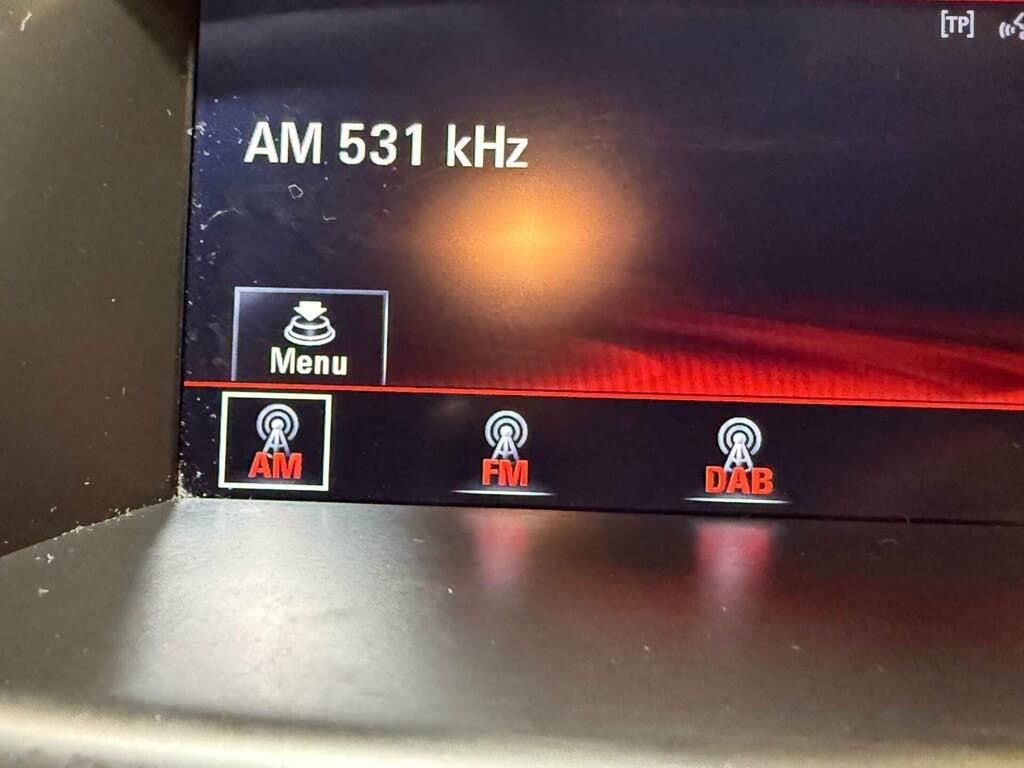 [TP]
AM 531 kHz
Menu
AM
FM
DAB